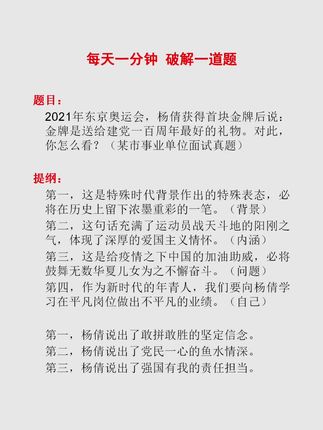 每天一分钟 破解一道题
题目：
2021年东京奥运会，杨倩获得首块金牌后说：
金牌是送给建党一百周年最好的礼物。对此，
你怎么看？（某市事业单位面试真题）
提纲：
第一，这是特殊时代背景作出的特殊表态，必
将在历史上留下浓墨重彩的一笔。（背景）
第二，这句话充满了运动员战天斗地的阳刚之
气，体现了深厚的爱国主义情怀。（内涵）
第三，这是给疫情之下中国的加油助威，必将
鼓舞无数华夏儿女为之不懈奋斗。（问题）
第四，作为新时代的年青人，我们要向杨倩学
习在平凡岗位做出不平凡的业绩。（自己）
第一，杨倩说出了敢拼敢胜的坚定信念。
第二，杨倩说出了党民一心的鱼水情深。
第三，杨倩说出了强国有我的责任担当。